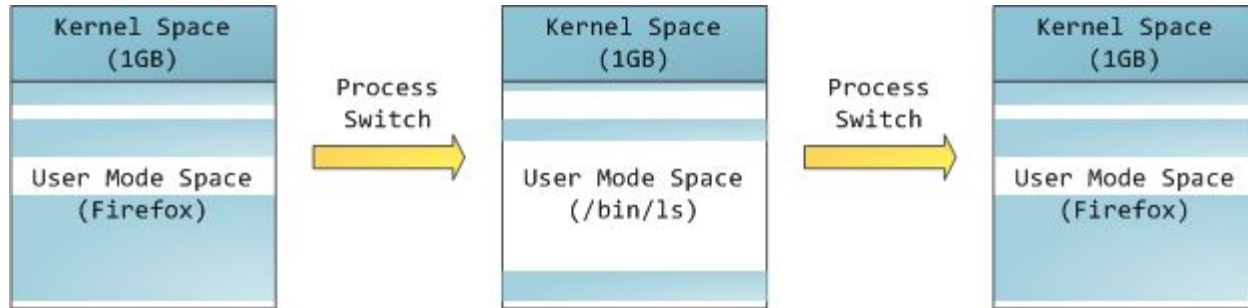 Kernel Space
(1GB)
User Mode Space
(Firefox)
Process
Switch
Kernel Space
(1GB)
User Mode Space
(/bin/ls)
Process
Switch
Kernel Space
(1GB)
User Mode Space
(Firefox)